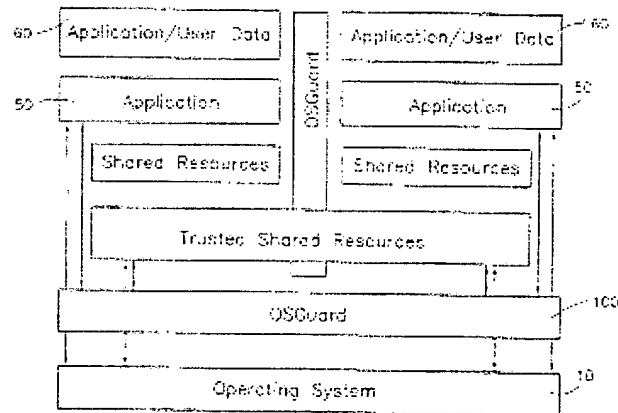 60 Application/User Data
OSGuard
Application/User Data 60
50 Application
Application 50
Shared Resources
Shared Resources
Trusted Shared Resources
OSGuard 100
Operating System 10